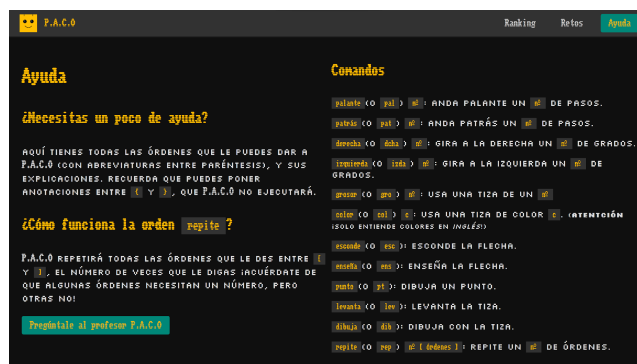 P.A.C.O
Ranking
Retos
Ayuda
Ayuda
¿Necesitas un poco de ayuda?
AQUÍ TIENES TODAS LAS ÓRDENES QUE LE PUEDES DAR A
P.A.C.O (CON ABREVIATURAS ENTRE PARÉNTESIS), Y SUS
EXPLICACIONES. RECUERDA QUE PUEDES PONER
ANOTACIONES ENTRE { Y }, QUE P.A.C.O NO EJECUTARÁ.
¿Cómo funciona la orden repite?
P.A.C.O REPETIRÁ TODAS LAS ÓRDENES QUE LE DES ENTRE [
Y ], EL NÚMERO DE VECES QUE LE DIGAS ¡ACUÉRDATE DE
QUE ALGUNAS ÓRDENES NECESITAN UN NÚMERO, PERO
OTRAS NO!
Pregúntale al profesor P.A.C.O
Comandos
palante (O pal) nº: ANDA PALANTE UN nº DE PASOS.
patrás (O pat) nº: ANDA PATRÁS UN nº DE PASOS.
derecha (O dcha) nº: GIRA A LA DERECHA UN nº DE GRADOS.
izquierda (O izda) nº: GIRA A LA IZQUIERDA UN nº DE
GRADOS.
grosor (O gro) nº: USA UNA TIZA DE UN nº
color (O col) c: USA UNA TIZA DE COLOR c. (ATENTCIÓN
¡SOLO ENTIENDE COLORES EN INGLÉS!)
esconde (O esc): ESCONDE LA FLECHA.
enseña (O ens): ENSEÑA LA FLECHA.
punto (O pt): DIBUJA UN PUNTO.
levanta (O lev): LEVANTA LA TIZA.
dibuja (O dib): DIBUJA CON LA TIZA.
repite (O rep) nº [ órdenes ]: REPITE UN nº DE ÓRDENES.